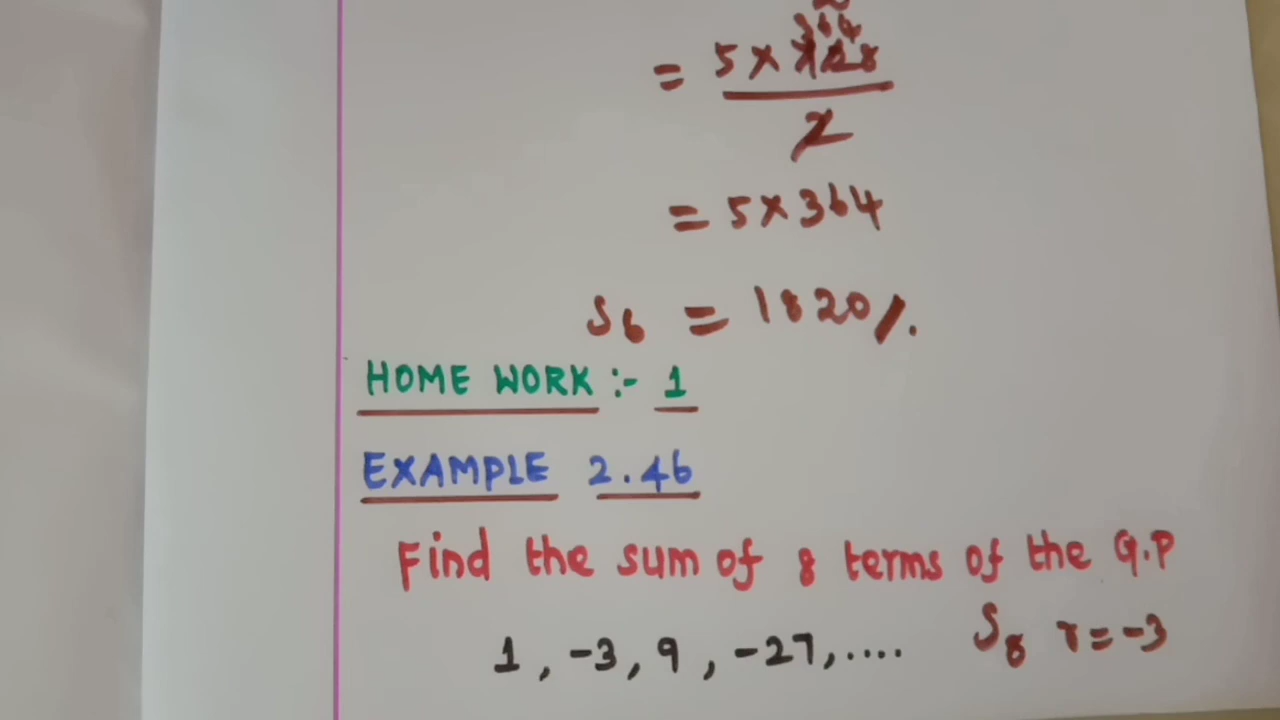 364
= 5 × 728
2
= 5 × 364
S6 = 1820 //.
HOME WORK :- 1
EXAMPLE 2.46
Find the sum of 8 terms of the G.P
1, -3, 9, -27, .... S8 r = -3